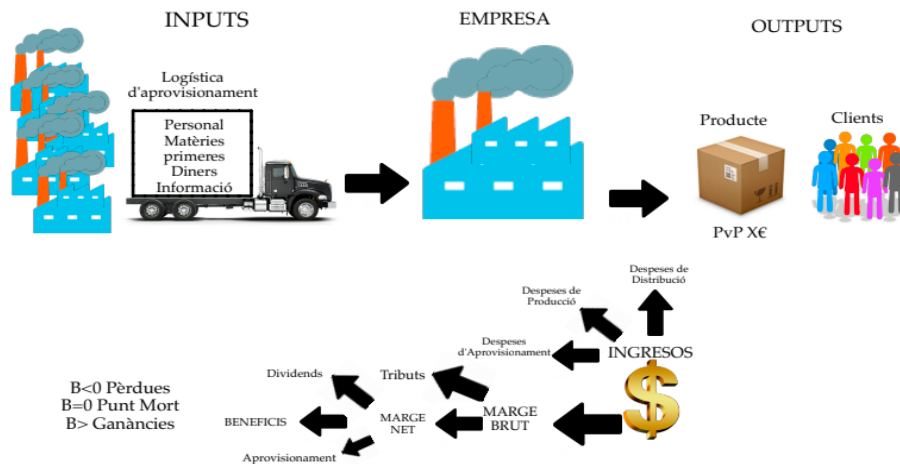 INPUTS
EMPRESA
OUTPUTS
Logística
d'aprovisionament
Personal
Matèries
primeres
Diners
Informació
Producte
Clients
PvP X€
Despeses de
Distribució
Despeses de
Producció
Despeses
d'Aprovisionament
INGRESOS
Dividends
Tributs
B<0 Pèrdues
B=0 Punt Mort
B> Ganàncies
BENEFICIS
MARGE
NET
MARGE
BRUT
Aprovisionament